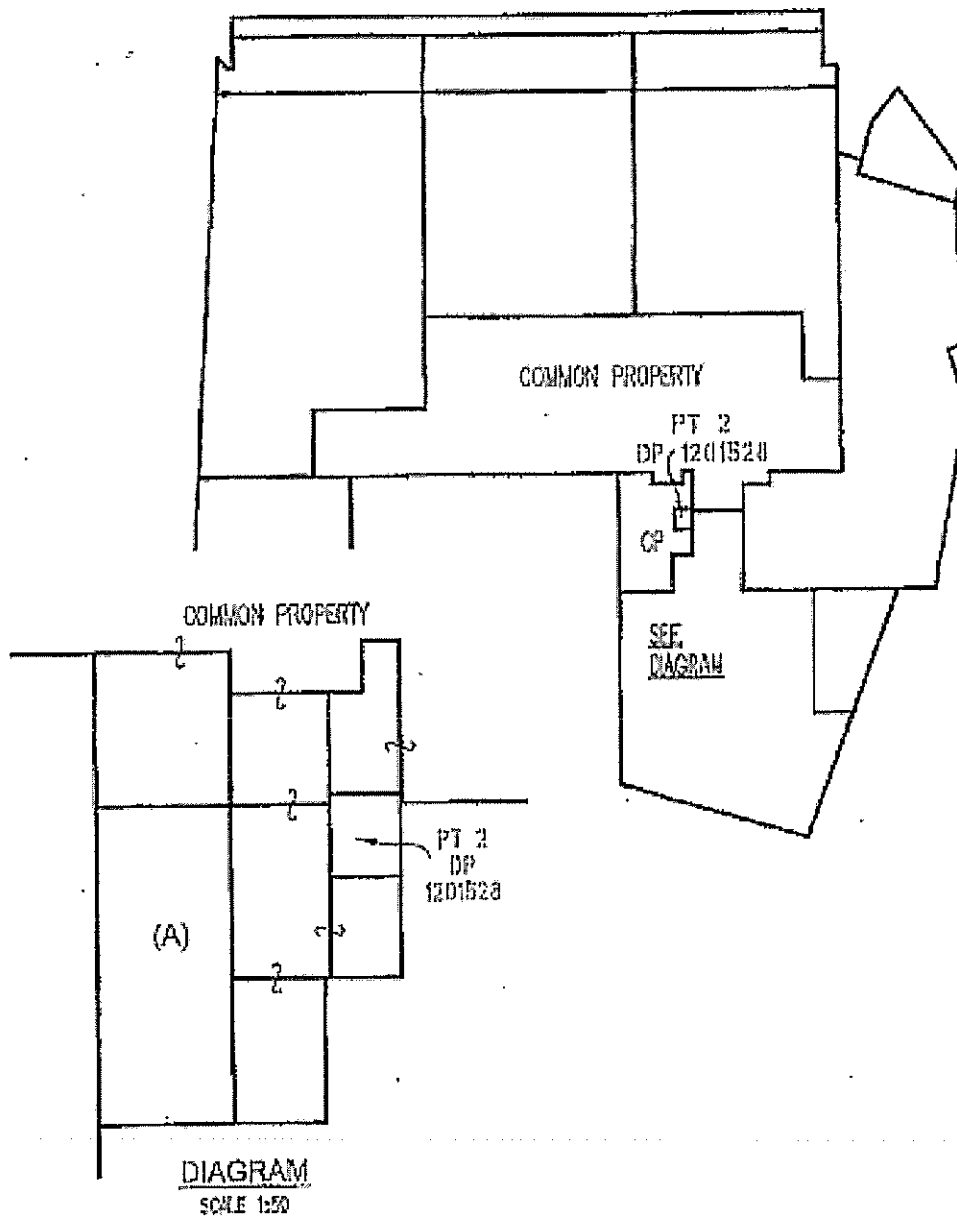 COMMON PROPERTY
PT 2
DP 1201528
CP
SEE
DIAGRAM
COMMON PROPERTY
PT 2
DP
1201528
(A)
DIAGRAM
SCALE 1:50